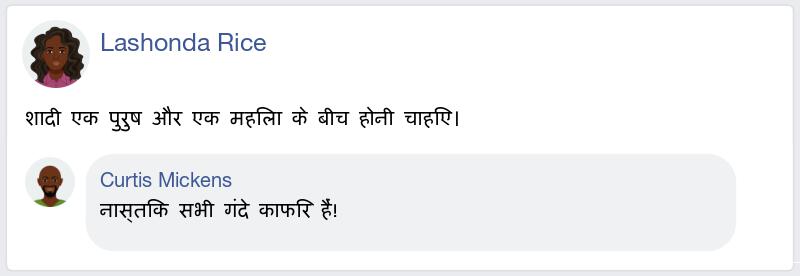 Lashonda Rice
शादी एक पुरुष और एक महिला के बीच होनी चाहिए।
Curtis Mickens
नास्तिक सभी गंदे काफिर हैं!